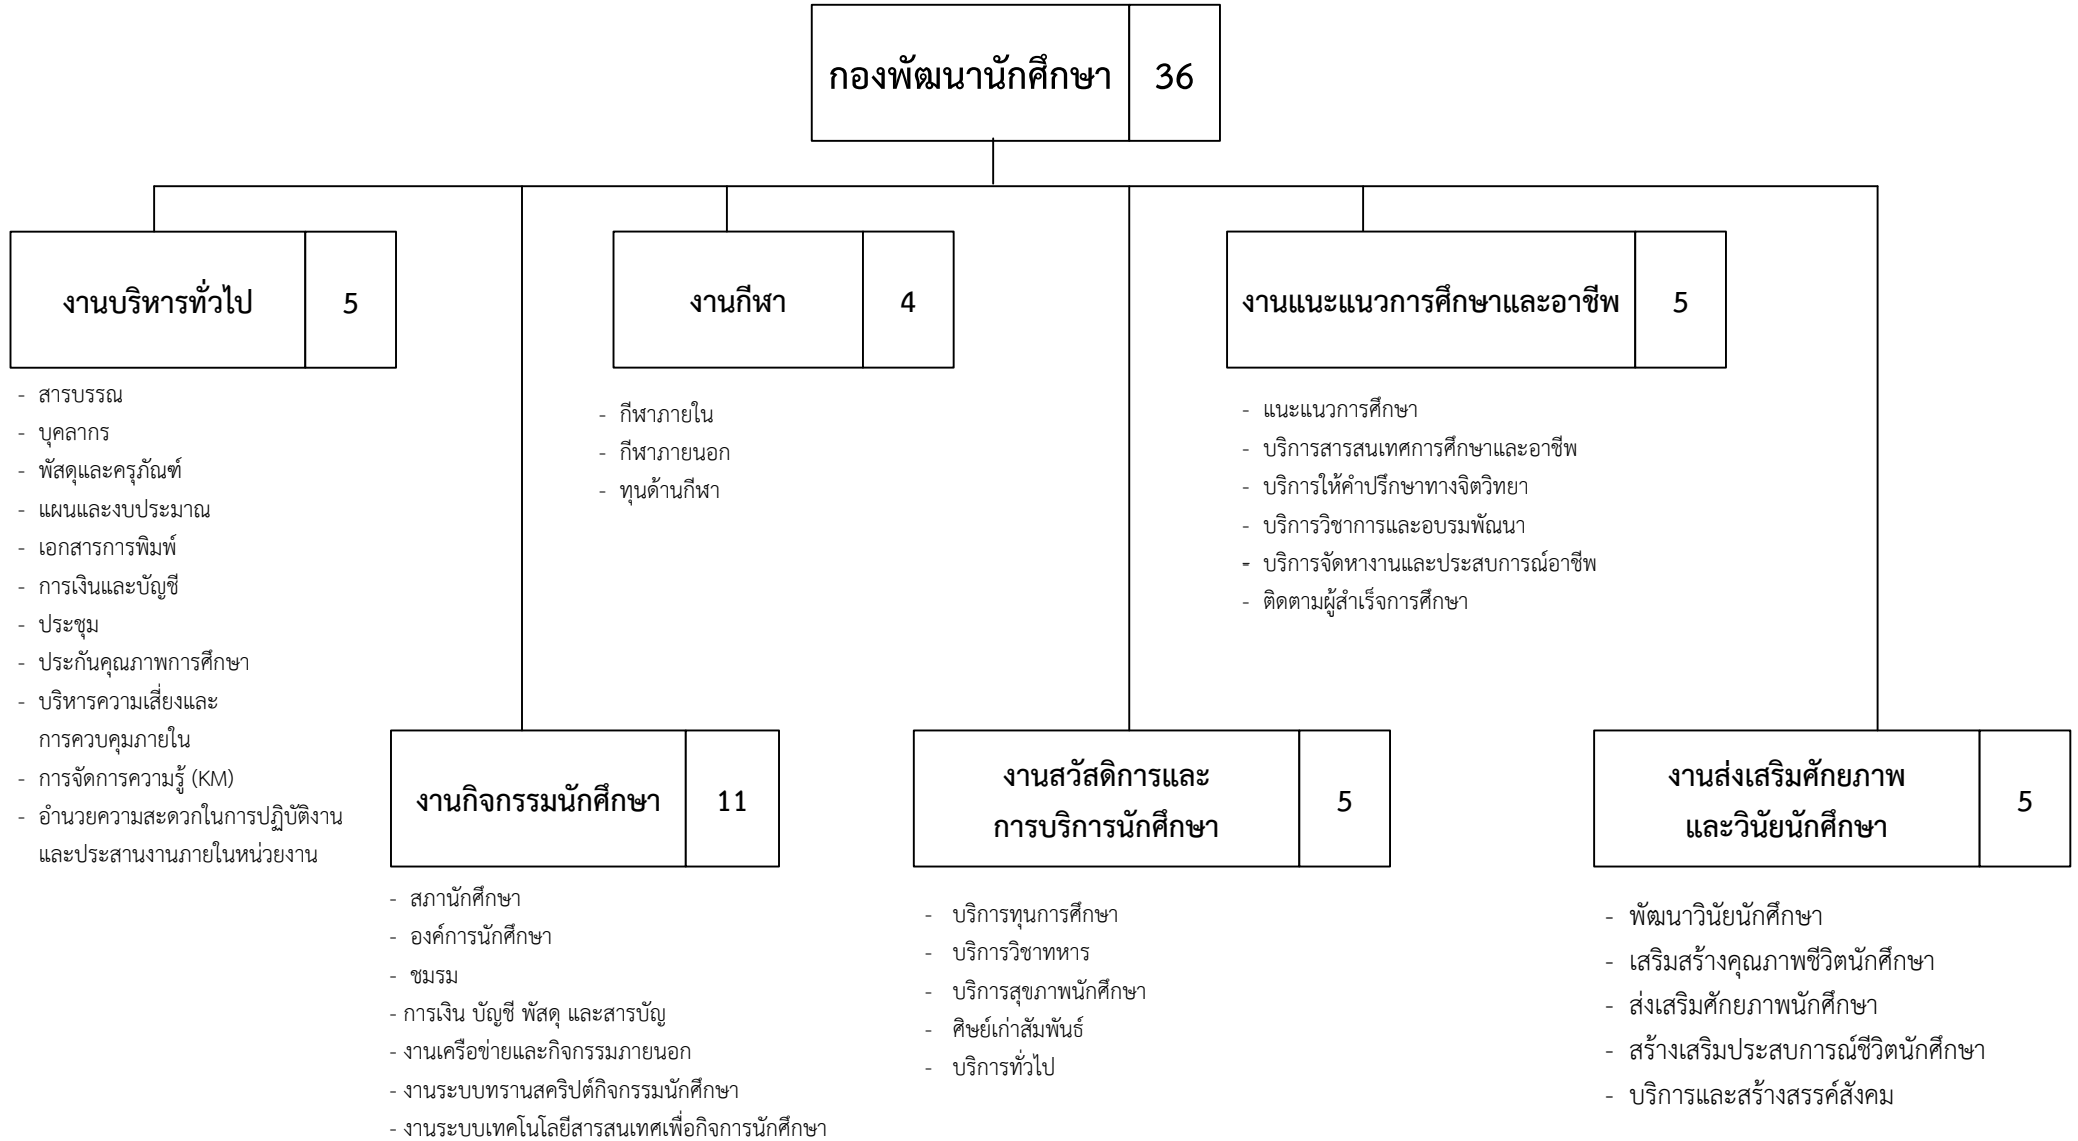 กองพัฒนานักศึกษา 36
งานบริหารทั่วไป 5
- สารบรรณ
- บุคลากร
- พัสดุและครุภัณฑ์
- แผนและงบประมาณ
- เอกสารการพิมพ์
- การเงินและบัญชี
- ประชุม
- ประกันคุณภาพการศึกษา
- บริหารความเสี่ยงและ
การควบคุมภายใน
- การจัดการความรู้ (KM)
- อำนวยความสะดวกในการปฏิบัติงาน
และประสานงานภายในหน่วยงาน
งานกีฬา 4
- กีฬาภายใน
- กีฬาภายนอก
- ทุนด้านกีฬา
งานแนะแนวการศึกษาและอาชีพ 5
- แนะแนวการศึกษา
- บริการสารสนเทศการศึกษาและอาชีพ
- บริการให้คำปรึกษาทางจิตวิทยา
- บริการวิชาการและอบรมพัฒนา
- บริการจัดหางานและประสบการณ์อาชีพ
- ติดตามผู้สำเร็จการศึกษา
งานกิจกรรมนักศึกษา 11
- สภานักศึกษา
- องค์การนักศึกษา
- ชมรม
- การเงิน บัญชี พัสดุ และสารบัญ
- งานเครือข่ายและกิจกรรมภายนอก
- งานระบบทรานสคริปต์กิจกรรมนักศึกษา
- งานระบบเทคโนโลยีสารสนเทศเพื่อกิจการนักศึกษา
งานสวัสดิการและ
การบริการนักศึกษา 5
- บริการทุนการศึกษา
- บริการวิชาทหาร
- บริการสุขภาพนักศึกษา
- ศิษย์เก่าสัมพันธ์
- บริการทั่วไป
งานส่งเสริมศักยภาพ
และวินัยนักศึกษา 5
- พัฒนาวินัยนักศึกษา
- เสริมสร้างคุณภาพชีวิตนักศึกษา
- ส่งเสริมศักยภาพนักศึกษา
- สร้างเสริมประสบการณ์ชีวิตนักศึกษา
- บริการและสร้างสรรค์สังคม